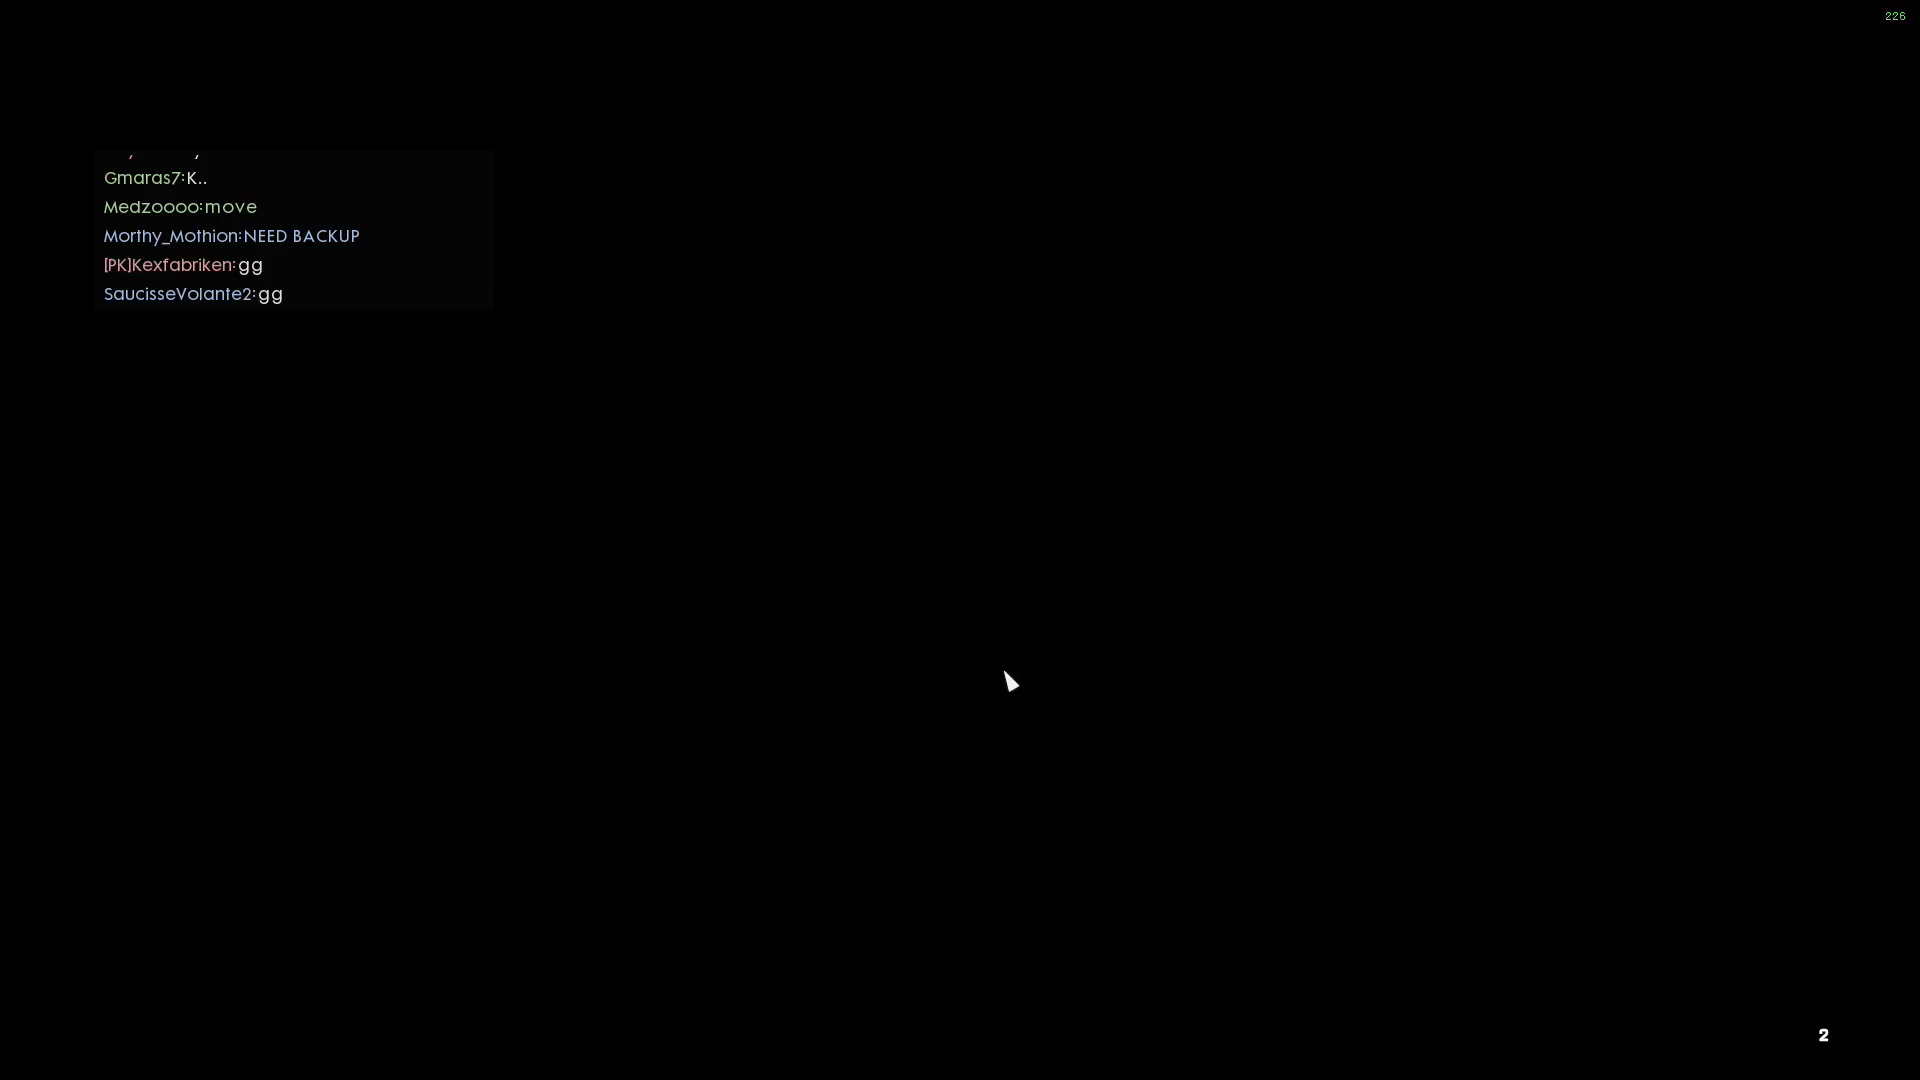 226
Gmaras7:K..
Medzoooo:move
Morthy_Mothion:NEED BACKUP
[PK]Kexfabriken:gg
SaucisseVolante2:gg
2